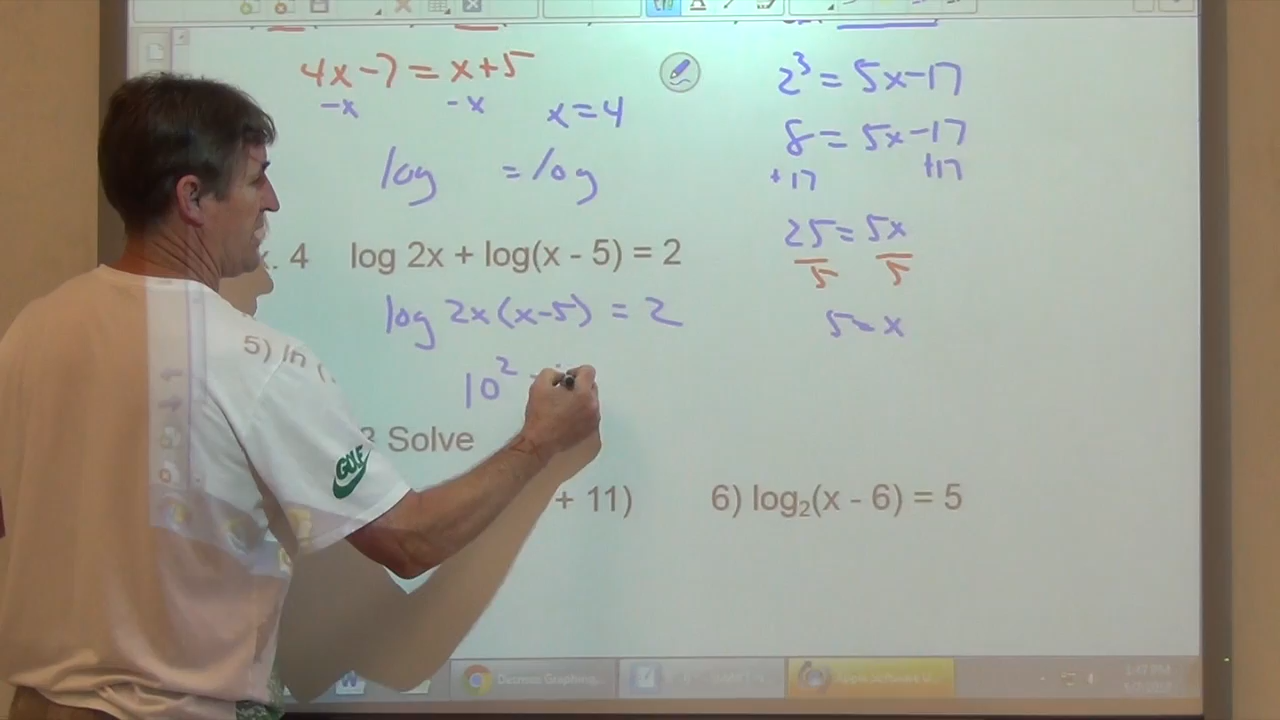 4x-7 = x+5
-x -x x=4
log = log
. 4 log 2x + log(x - 5) = 2
log 2x(x-5) = 2
10²
5) ln (
3 Solve
+ 11)
GOLF
2³ = 5x-17
8 = 5x-17
+17 +17
25 = 5x
5 5
5=x
6) log₂(x - 6) = 5